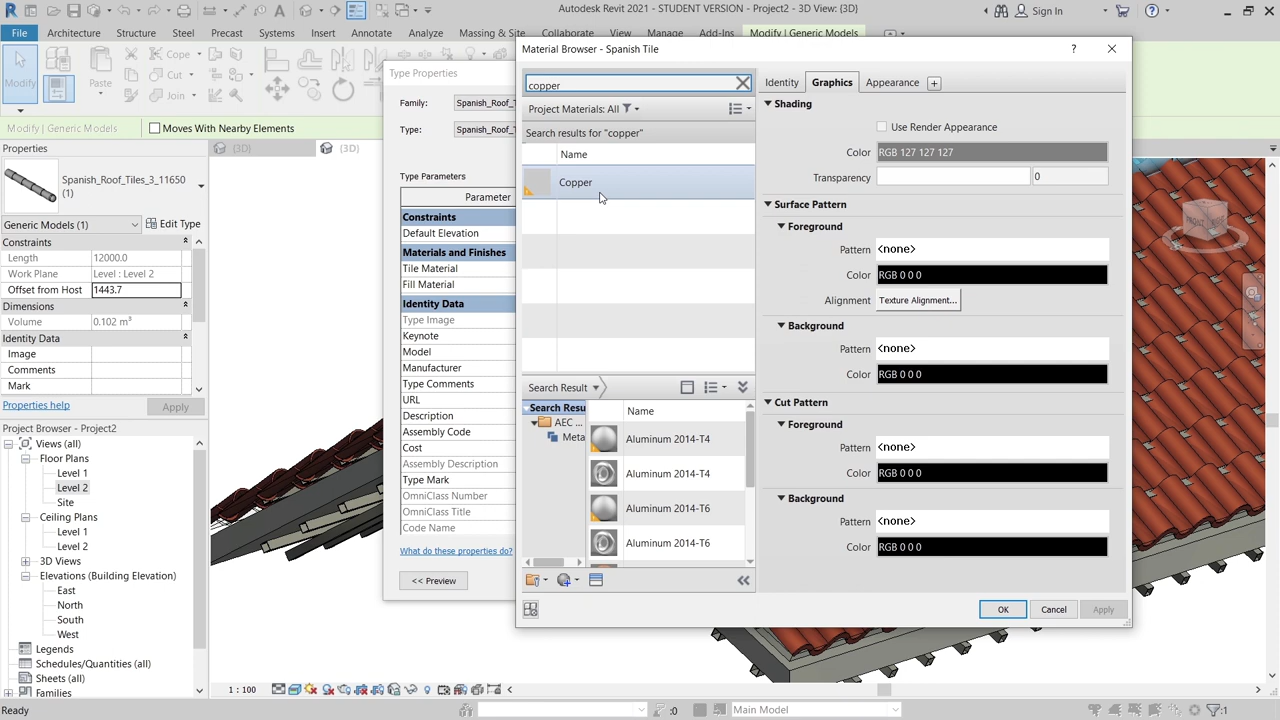 Autodesk Revit 2021 - STUDENT VERSION - Project2 - 3D View: {3D}
Sign In
File Architecture Structure Steel Precast Systems Insert Annotate Analyze Massing & Site Collaborate View Manage Add-Ins Modify | Generic Models
Modify
Paste
Cope
Cut
Join
Modify | Generic Models
Moves With Nearby Elements
Properties
Spanish_Roof_Tiles_3_11650
(1)
Generic Models (1)
Edit Type
Constraints
Length 12000.0
Work Plane Level : Level 2
Offset from Host 1443.7
Dimensions
Volume 0.102 m³
Identity Data
Image
Comments
Mark
Properties help
Apply
Project Browser - Project2
Views (all)
Floor Plans
Level 1
Level 2
Site
Ceiling Plans
Level 1
Level 2
3D Views
Elevations (Building Elevation)
East
North
South
West
Legends
Schedules/Quantities (all)
Sheets (all)
Families
Ready
{3D}
{3D}
Type Properties
Family: Spanish_Roof_T
Type: Spanish_Roof_T
Type Parameters
Parameter
Constraints
Default Elevation
Materials and Finishes
Tile Material
Fill Material
Identity Data
Type Image
Keynote
Model
Manufacturer
Type Comments
URL
Description
Assembly Code
Cost
Assembly Description
Type Mark
OmniClass Number
OmniClass Title
Code Name
What do these properties do?
<< Preview
Material Browser - Spanish Tile
?
copper
Project Materials: All
Search results for "copper"
Name
Copper
Search Result
Search Resu
AEC ...
Meta
Name
Aluminum 2014-T4
Aluminum 2014-T4
Aluminum 2014-T6
Aluminum 2014-T6
Identity Graphics Appearance
Shading
Use Render Appearance
Color RGB 127 127 127
Transparency 0
Surface Pattern
Foreground
Pattern <none>
Color RGB 0 0 0
Alignment Texture Alignment...
Background
Pattern <none>
Color RGB 0 0 0
Cut Pattern
Foreground
Pattern <none>
Color RGB 0 0 0
Background
Pattern <none>
Color RGB 0 0 0
OK Cancel Apply
1 : 100
:0
Main Model
:1